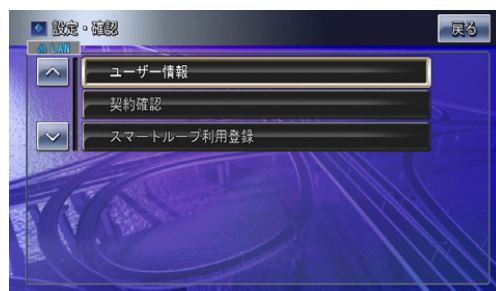 設定・確認
戻る
LAN
ユーザー情報
契約確認
スマートループ利用登録